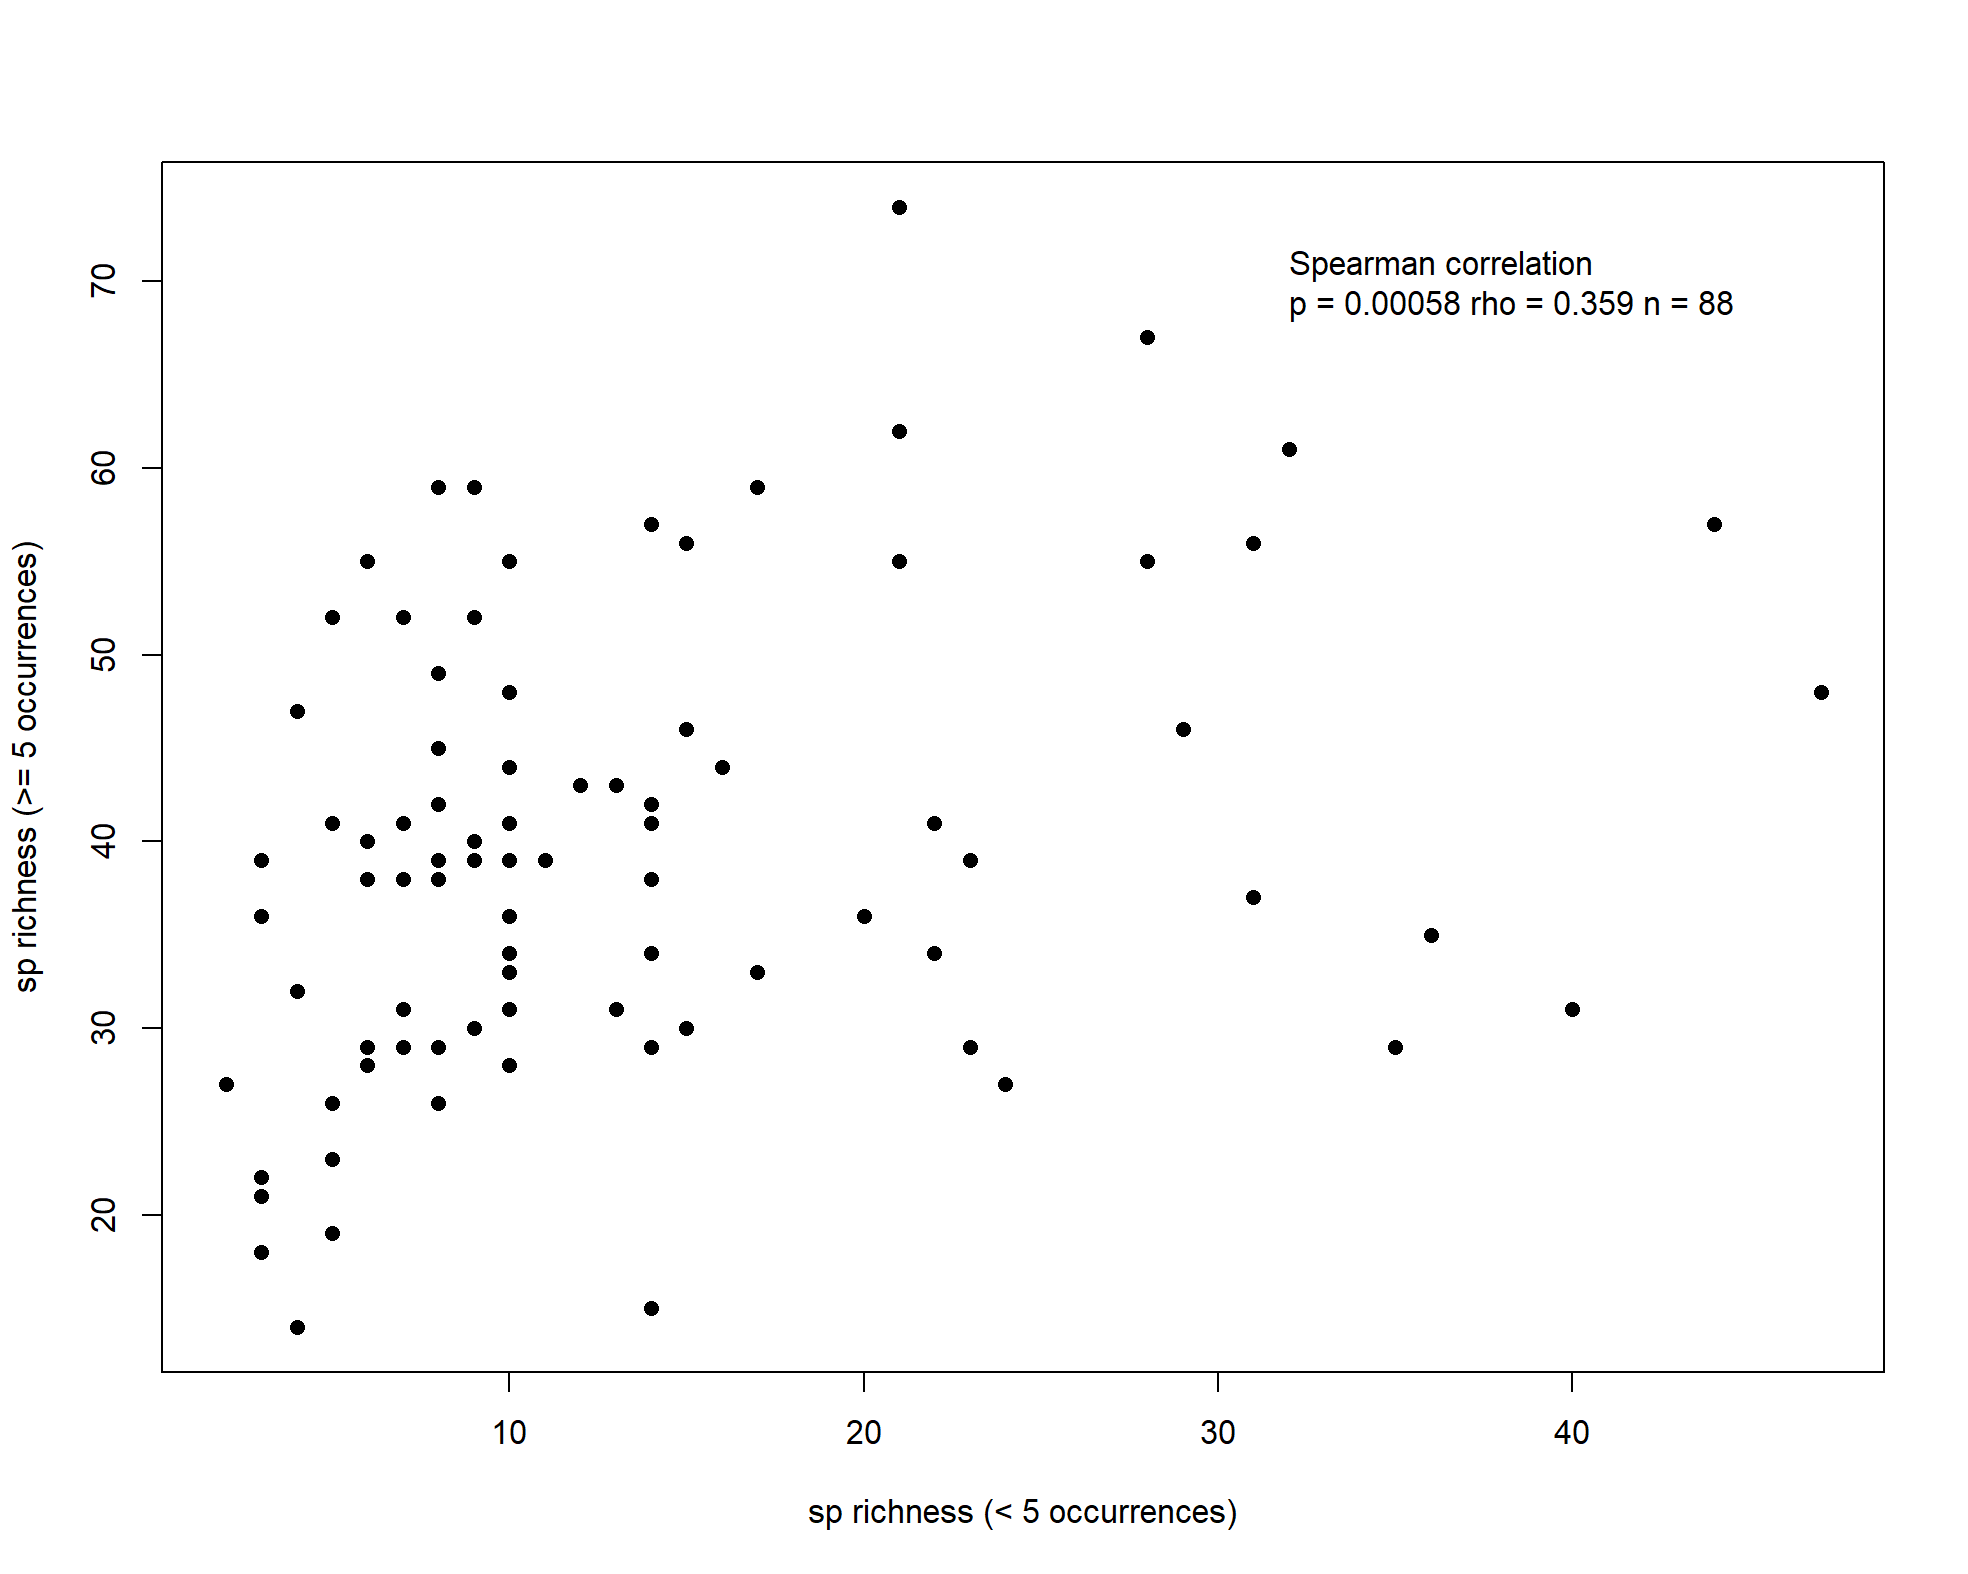 Spearman correlation
p = 0.00058 rho = 0.359 n = 88
70
60
50
40
30
20
sp richness (>= 5 occurrences)
10 20 30 40
sp richness (< 5 occurrences)